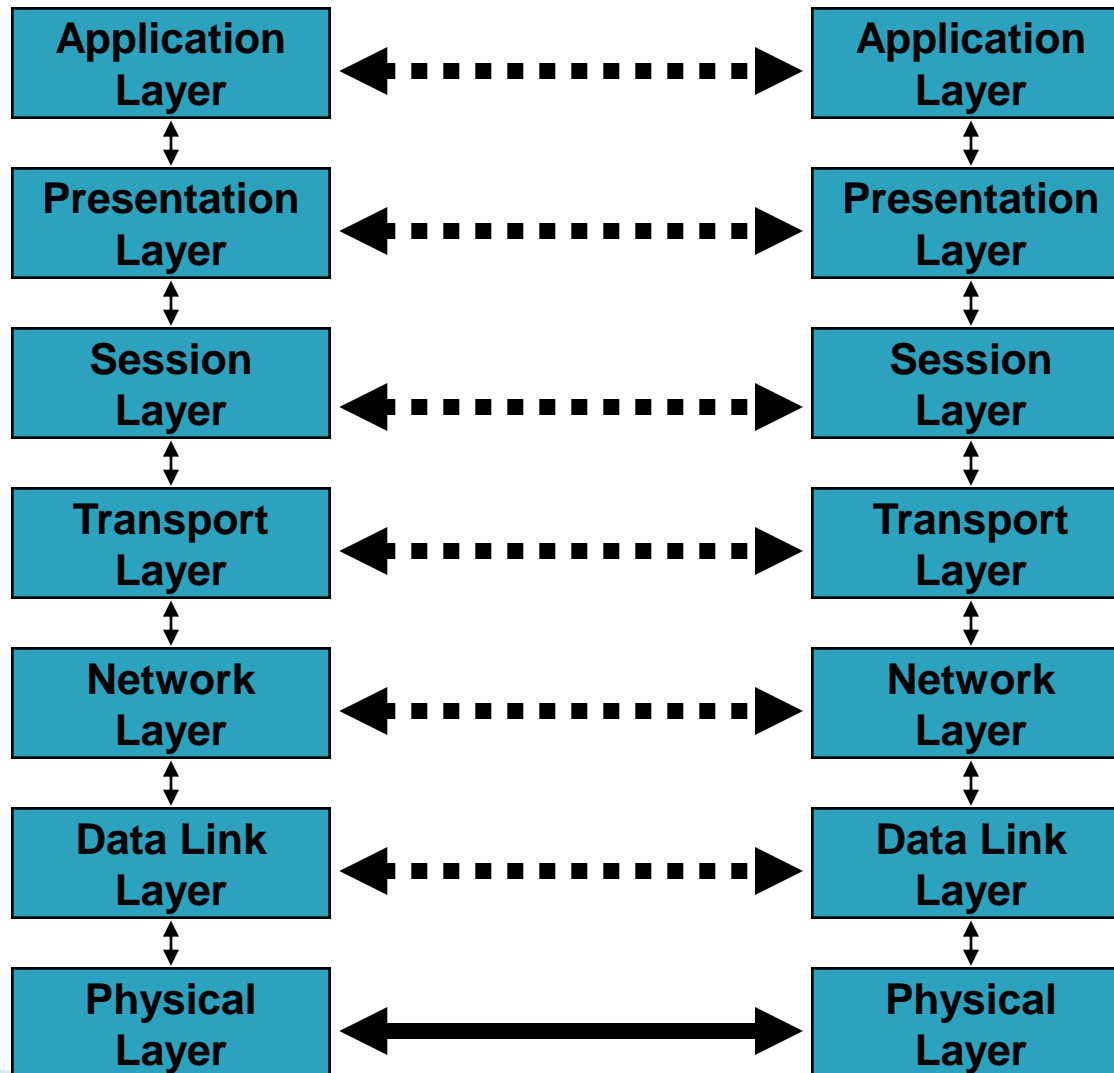 Application
Layer
Application
Layer
Presentation
Layer
Presentation
Layer
Session
Layer
Session
Layer
Transport
Layer
Transport
Layer
Network
Layer
Network
Layer
Data Link
Layer
Data Link
Layer
Physical
Layer
Physical
Layer